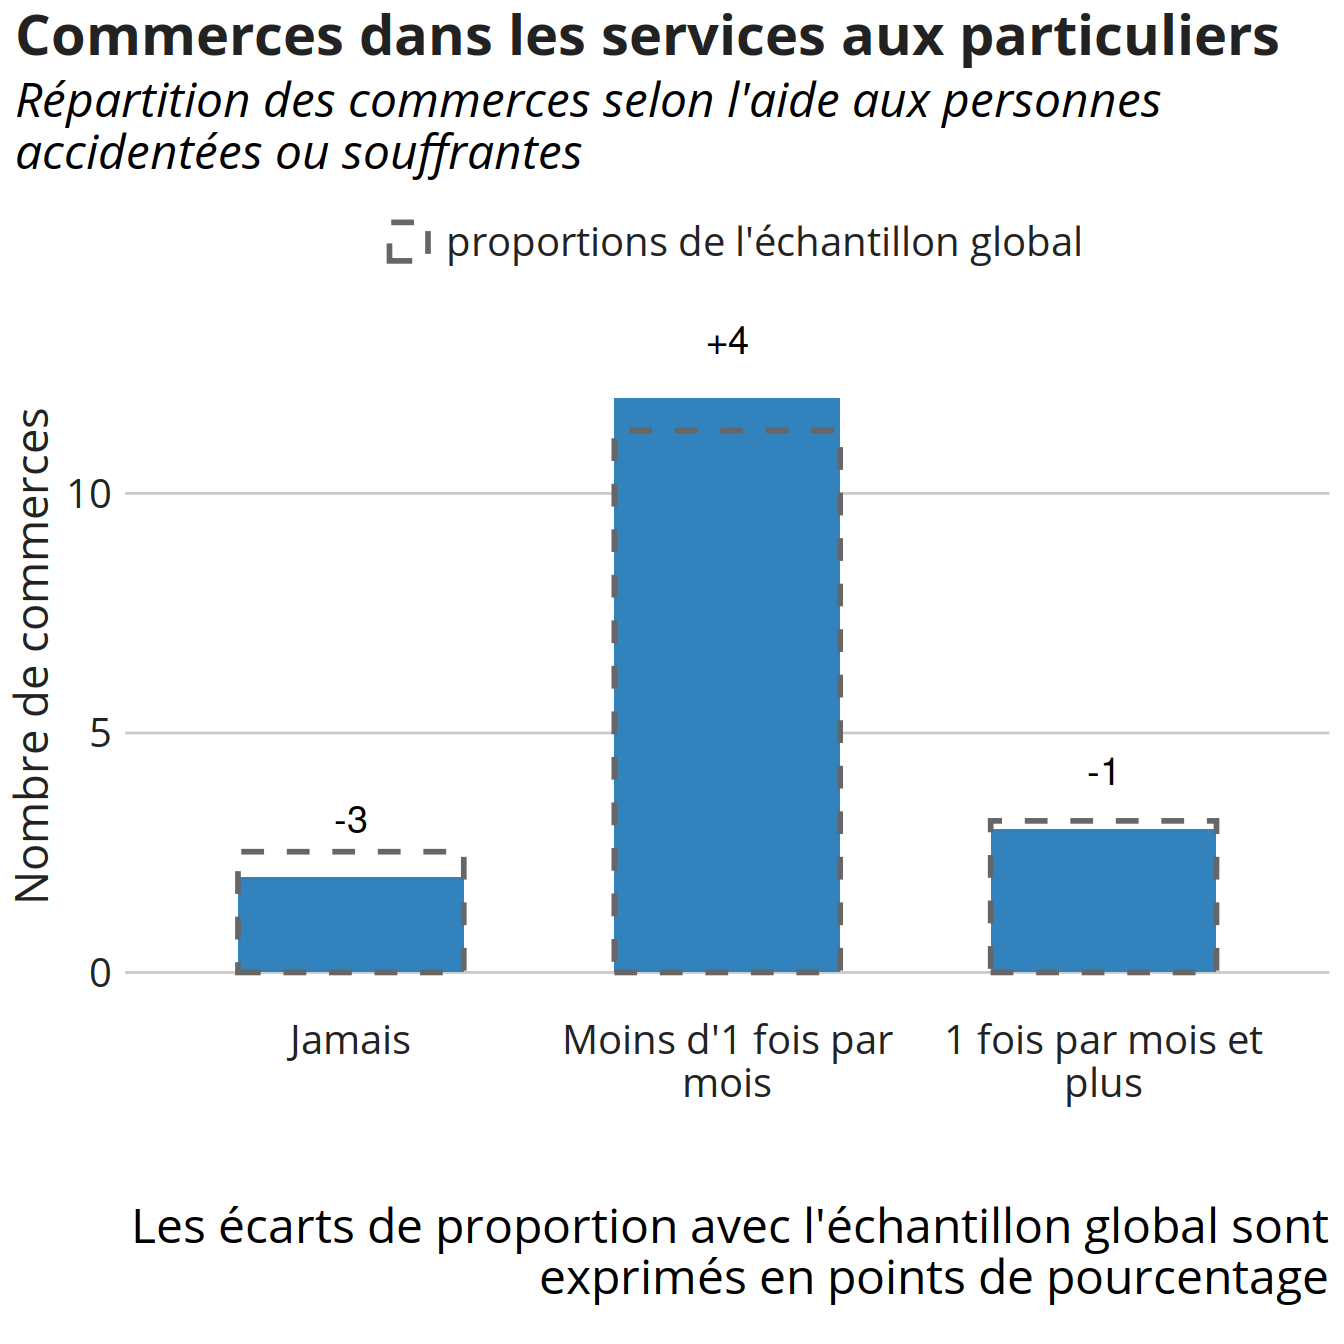 Commerces dans les services aux particuliers
Répartition des commerces selon l'aide aux personnes
accidentées ou souffrantes
proportions de l'échantillon global
Nombre de commerces
10
5
0
-3
+4
-1
Jamais
Moins d'1 fois par
mois
1 fois par mois et
plus
Les écarts de proportion avec l'échantillon global sont
exprimés en points de pourcentage